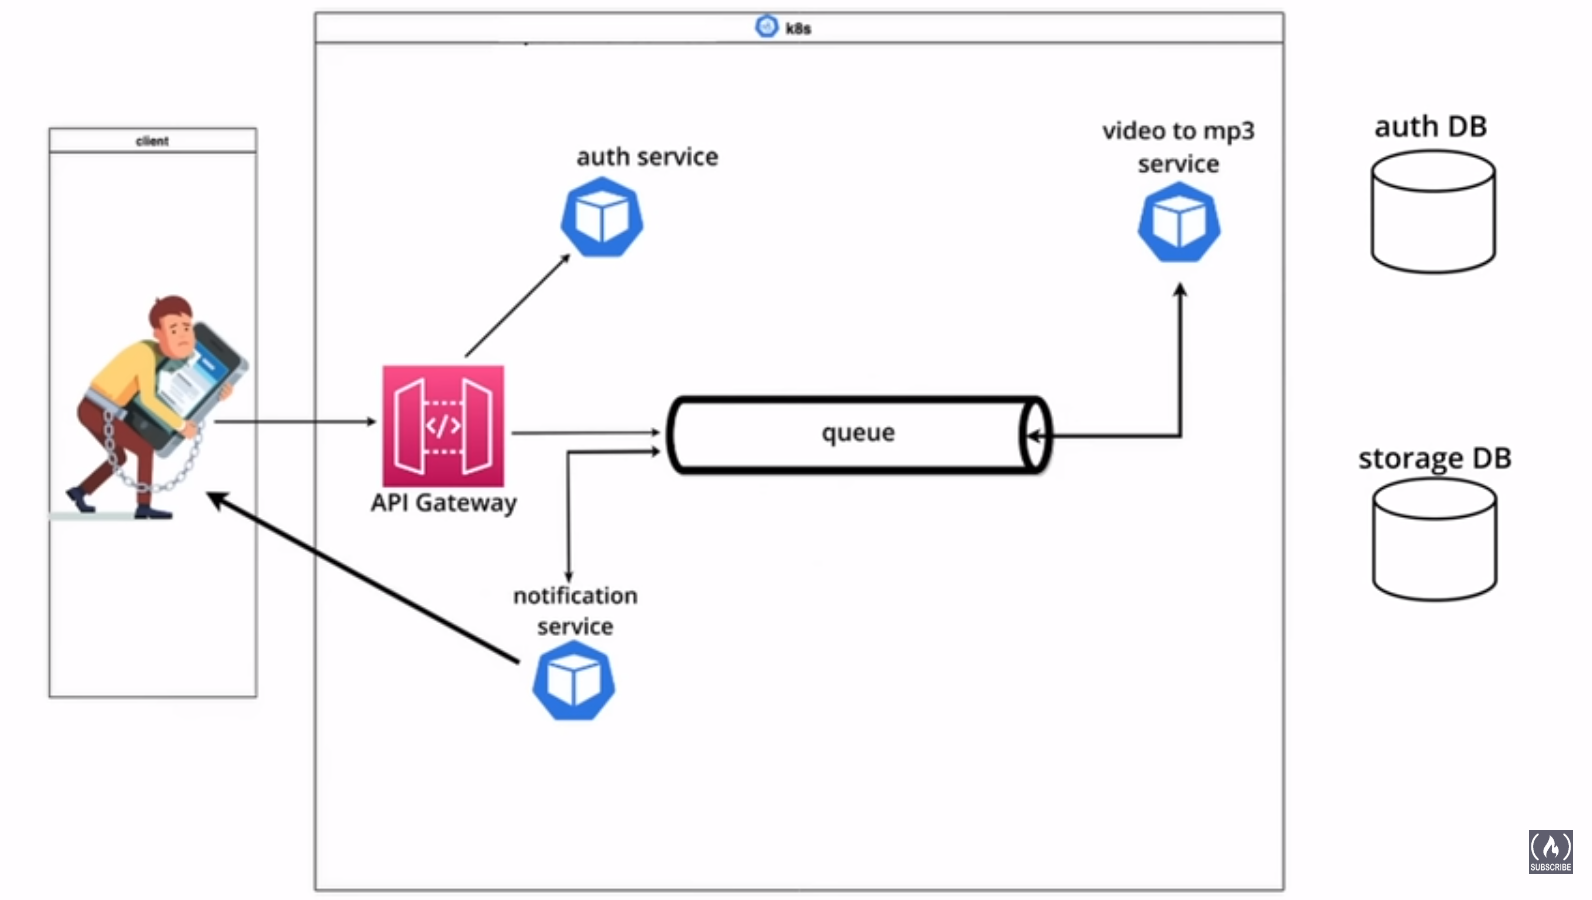 k8s
client
auth service
video to mp3
service
auth DB
</>
API Gateway
queue
storage DB
notification
service
SUBSCRIBE